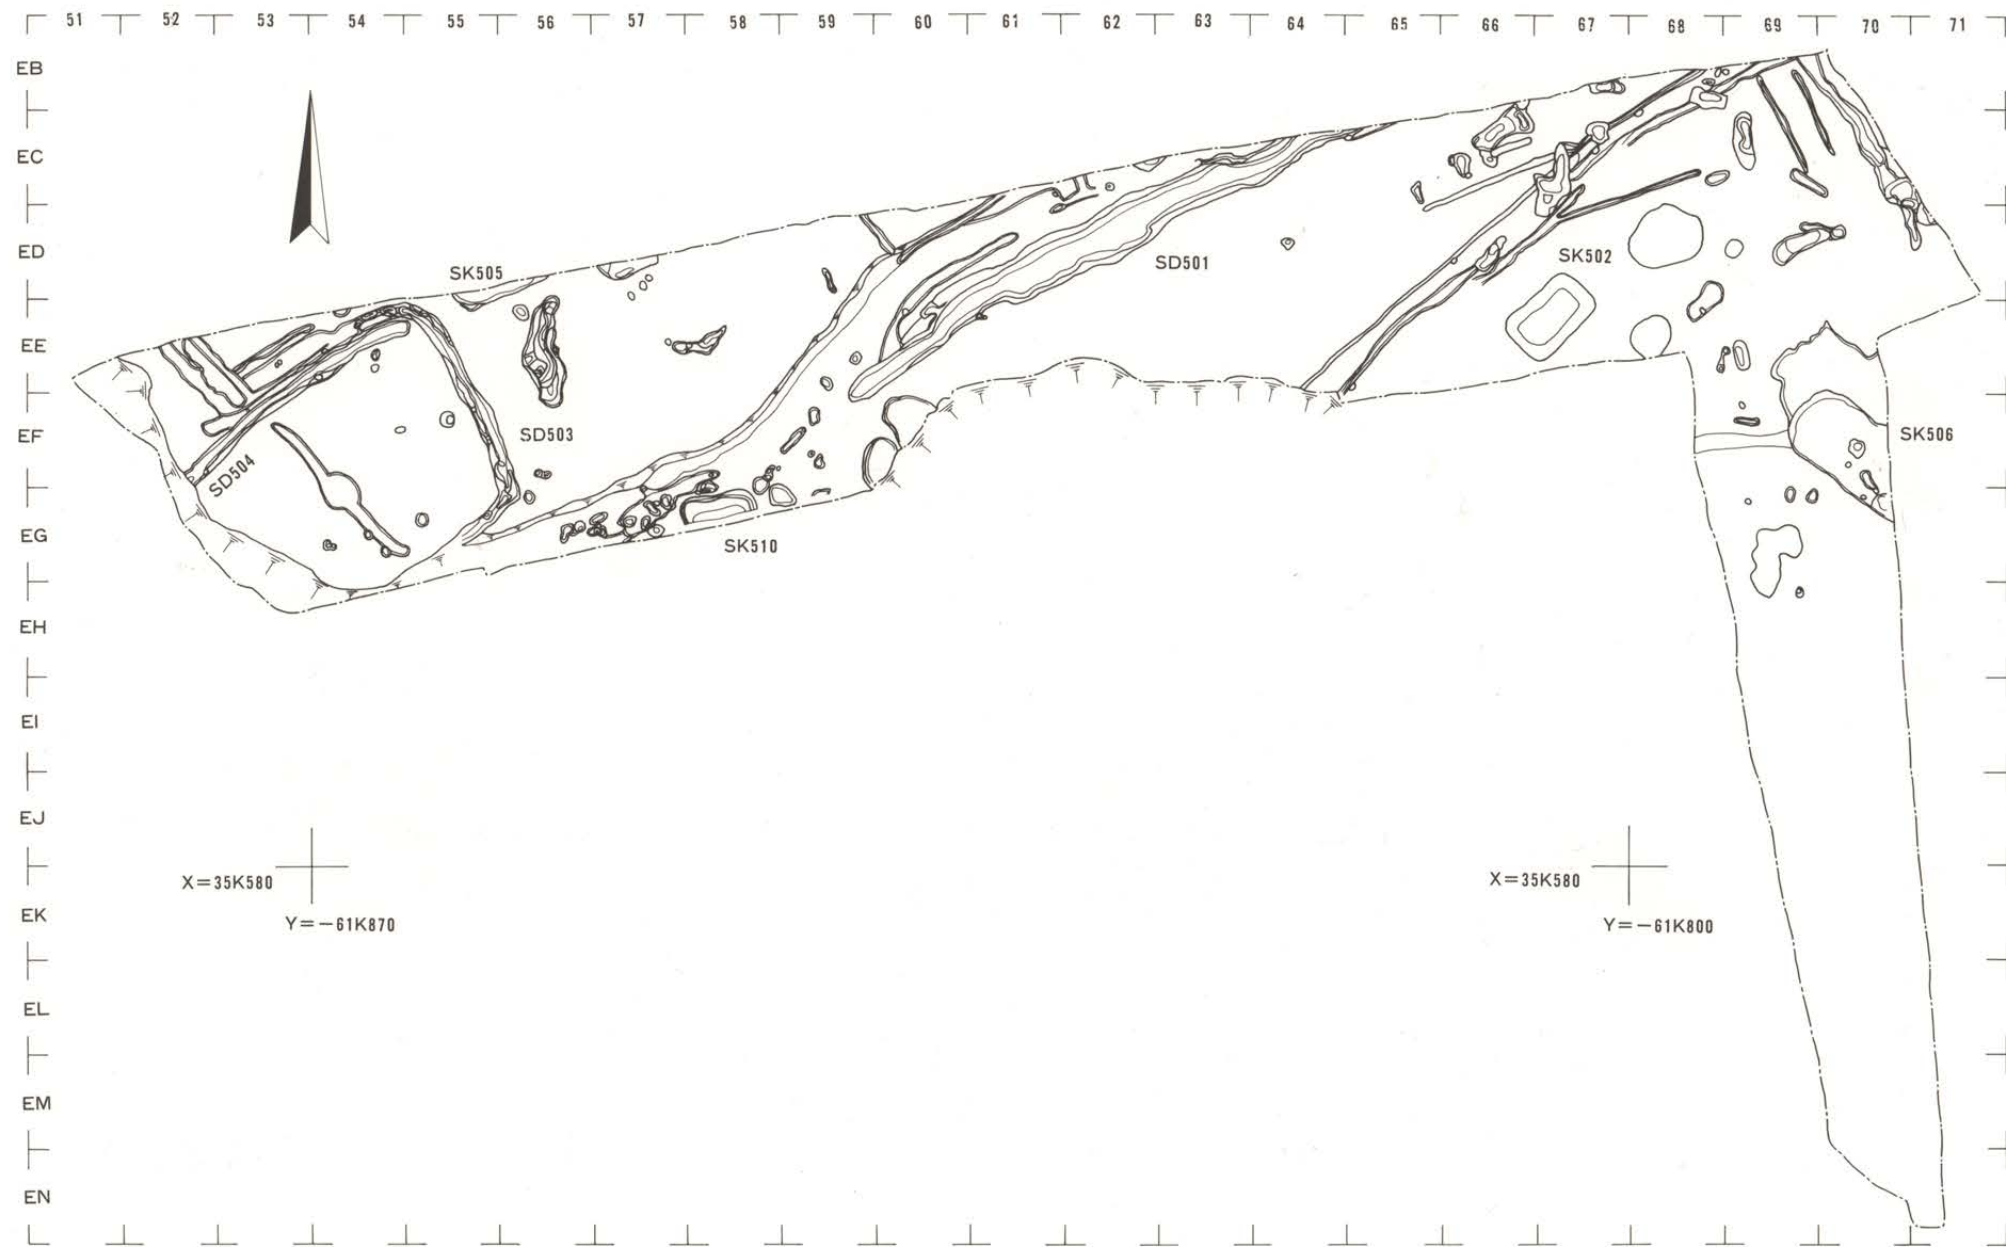 51 52 53 54 55 56 57 58 59 60 61 62 63 64 65 66 67 68 69 70 71
EB
EC
ED
SK505
SD501
SK502
EE
EF
SD503
SK506
SD504
EG
SK510
EH
EI
EJ
X=35K580
X=35K580
EK
Y=-61K870
Y=-61K800
EL
EM
EN